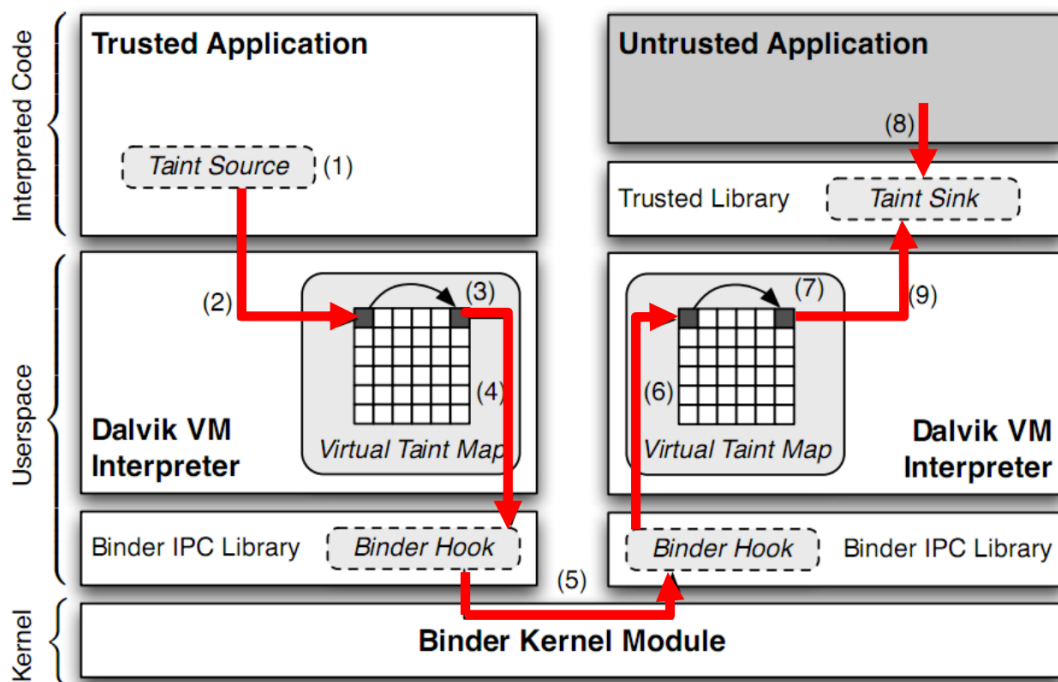 Interpreted Code
Trusted Application
Taint Source
(1)
Untrusted Application
(8)
Trusted Library
Taint Sink
Userspace
(2)
(3)
(4)
Virtual Taint Map
Dalvik VM
Interpreter
(7)
(9)
(6)
Virtual Taint Map
Dalvik VM
Interpreter
Binder IPC Library
Binder Hook
(5)
Binder Hook
Binder IPC Library
Kernel
Binder Kernel Module